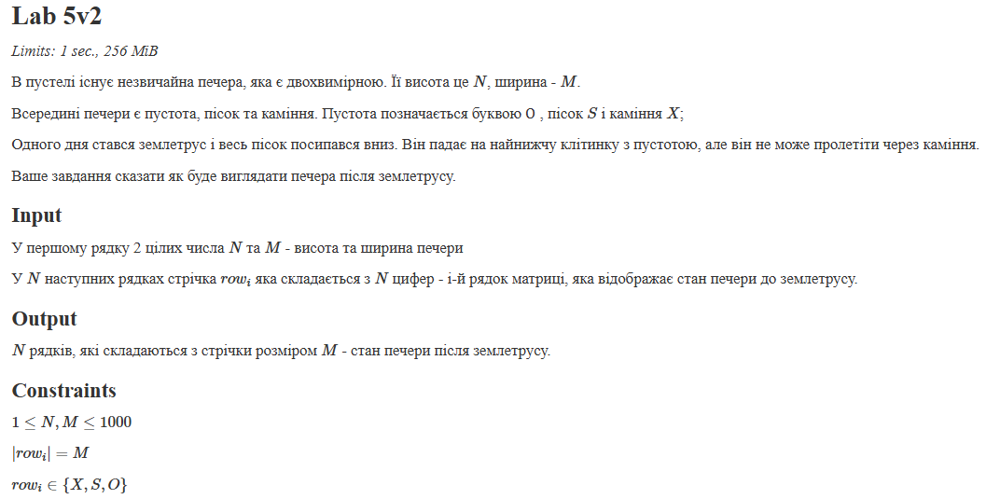 Lab 5v2
Limits: 1 sec., 256 MiB
В пустелі існує незвичайна печера, яка є двохвимірною. Її висота це N, ширина - M.
Всередині печери є пустота, пісок та каміння. Пустота позначається буквою O , пісок S і каміння X;
Одного дня стався землетрус і весь пісок посипався вниз. Він падає на найнижчу клітинку з пустотою, але він не може пролетіти через каміння.
Ваше завдання сказати як буде виглядати печера після землетрусу.
Input
У першому рядку 2 цілих числа N та M - висота та ширина печери
У N наступних рядках стрічка row_i яка складається з N цифер - i-й рядок матриці, яка відображає стан печери до землетрусу.
Output
N рядків, які складаються з стрічки розміром M - стан печери після землетрусу.
Constraints
1 ≤ N, M ≤ 1000
|row_i| = M
row_i ∈ {X, S, O}